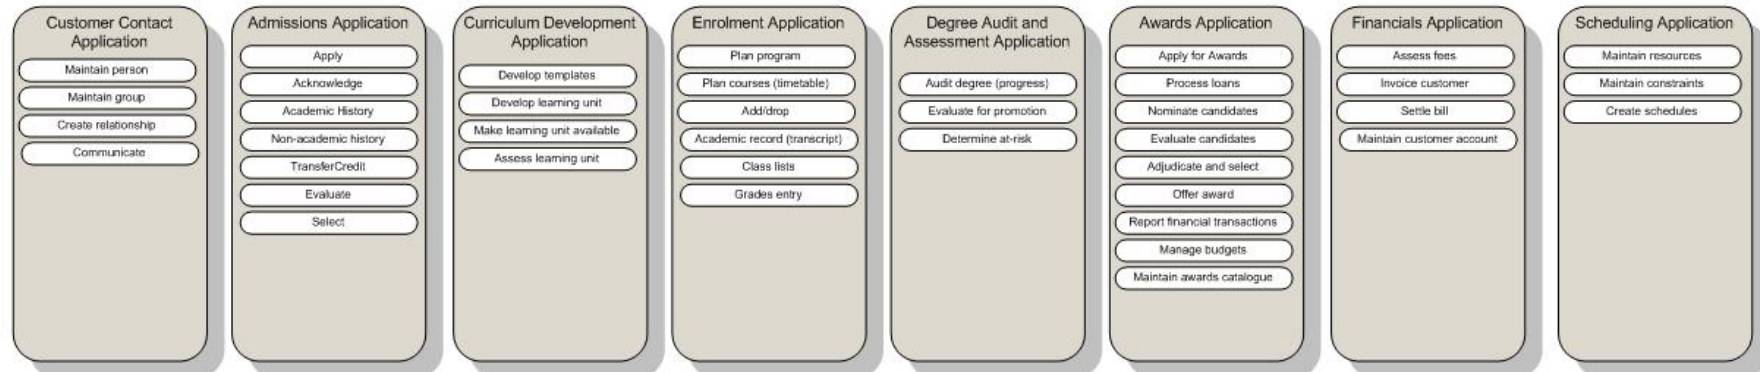 Customer Contact
Application
Maintain person
Maintain group
Create relationship
Communicate
Admissions Application
Apply
Acknowledge
Academic History
Non-academic history
TransferCredit
Evaluate
Select
Curriculum Development
Application
Develop templates
Develop learning unit
Make learning unit available
Assess learning unit
Enrolment Application
Plan program
Plan courses (timetable)
Add/drop
Academic record (transcript)
Class lists
Grades entry
Degree Audit and
Assessment Application
Audit degree (progress)
Evaluate for promotion
Determine at-risk
Awards Application
Apply for Awards
Process loans
Nominate candidates
Evaluate candidates
Adjudicate and select
Offer award
Report financial transactions
Manage budgets
Maintain awards catalogue
Financials Application
Assess fees
Invoice customer
Settle bill
Maintain customer account
Scheduling Application
Maintain resources
Maintain constraints
Create schedules